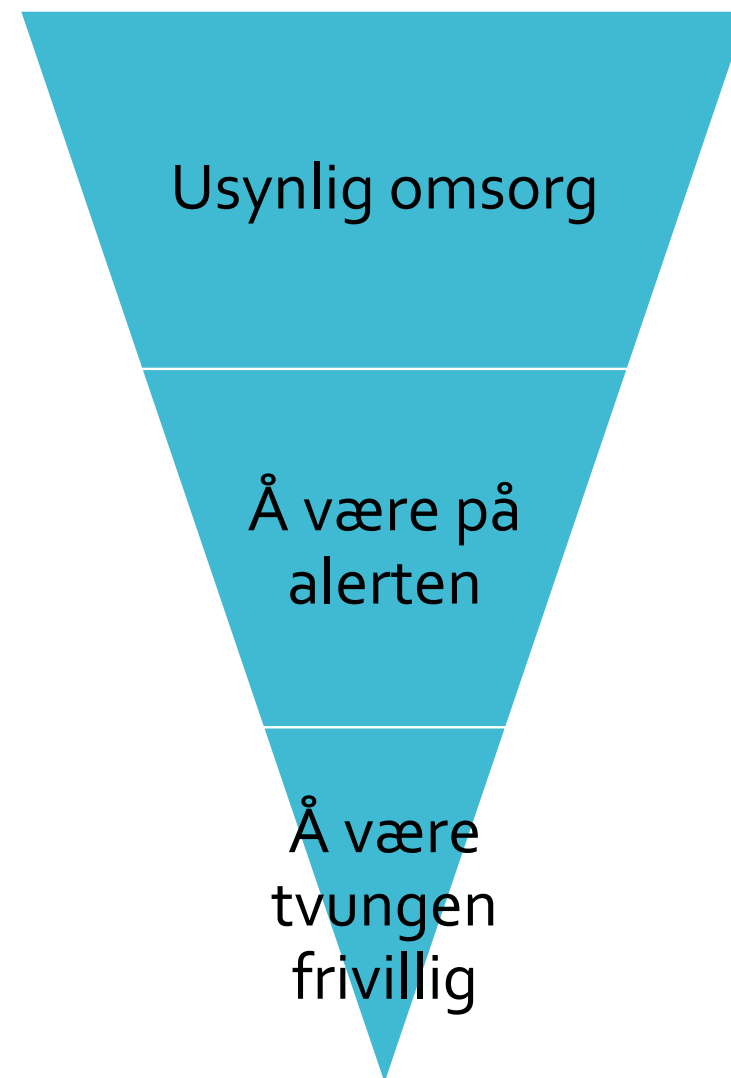 Usynlig omsorg
Å være på
alerten
Å være
tvungen
frivillig